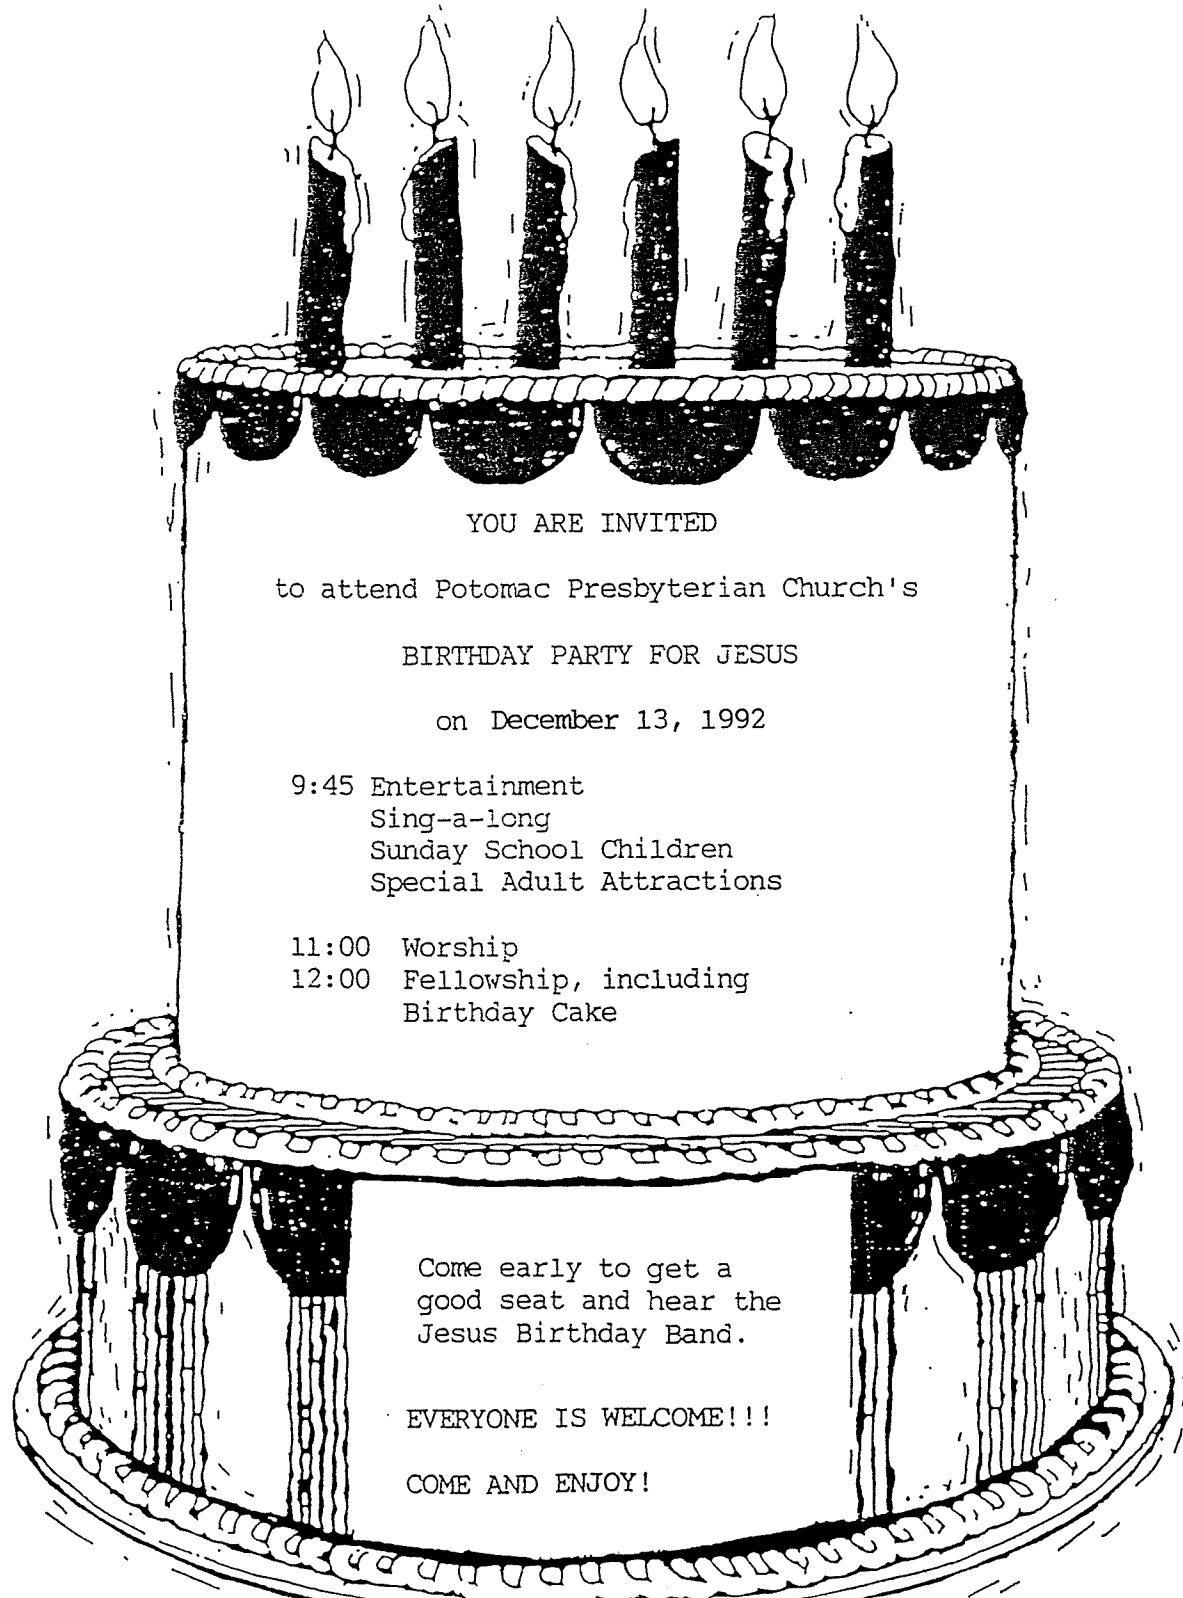 YOU ARE INVITED
to attend Potomac Presbyterian Church's
BIRTHDAY PARTY FOR JESUS
on December 13, 1992
9:45 Entertainment
Sing-a-long
Sunday School Children
Special Adult Attractions
11:00 Worship
12:00 Fellowship, including
Birthday Cake
Come early to get a
good seat and hear the
Jesus Birthday Band.
EVERYONE IS WELCOME!!!
COME AND ENJOY!